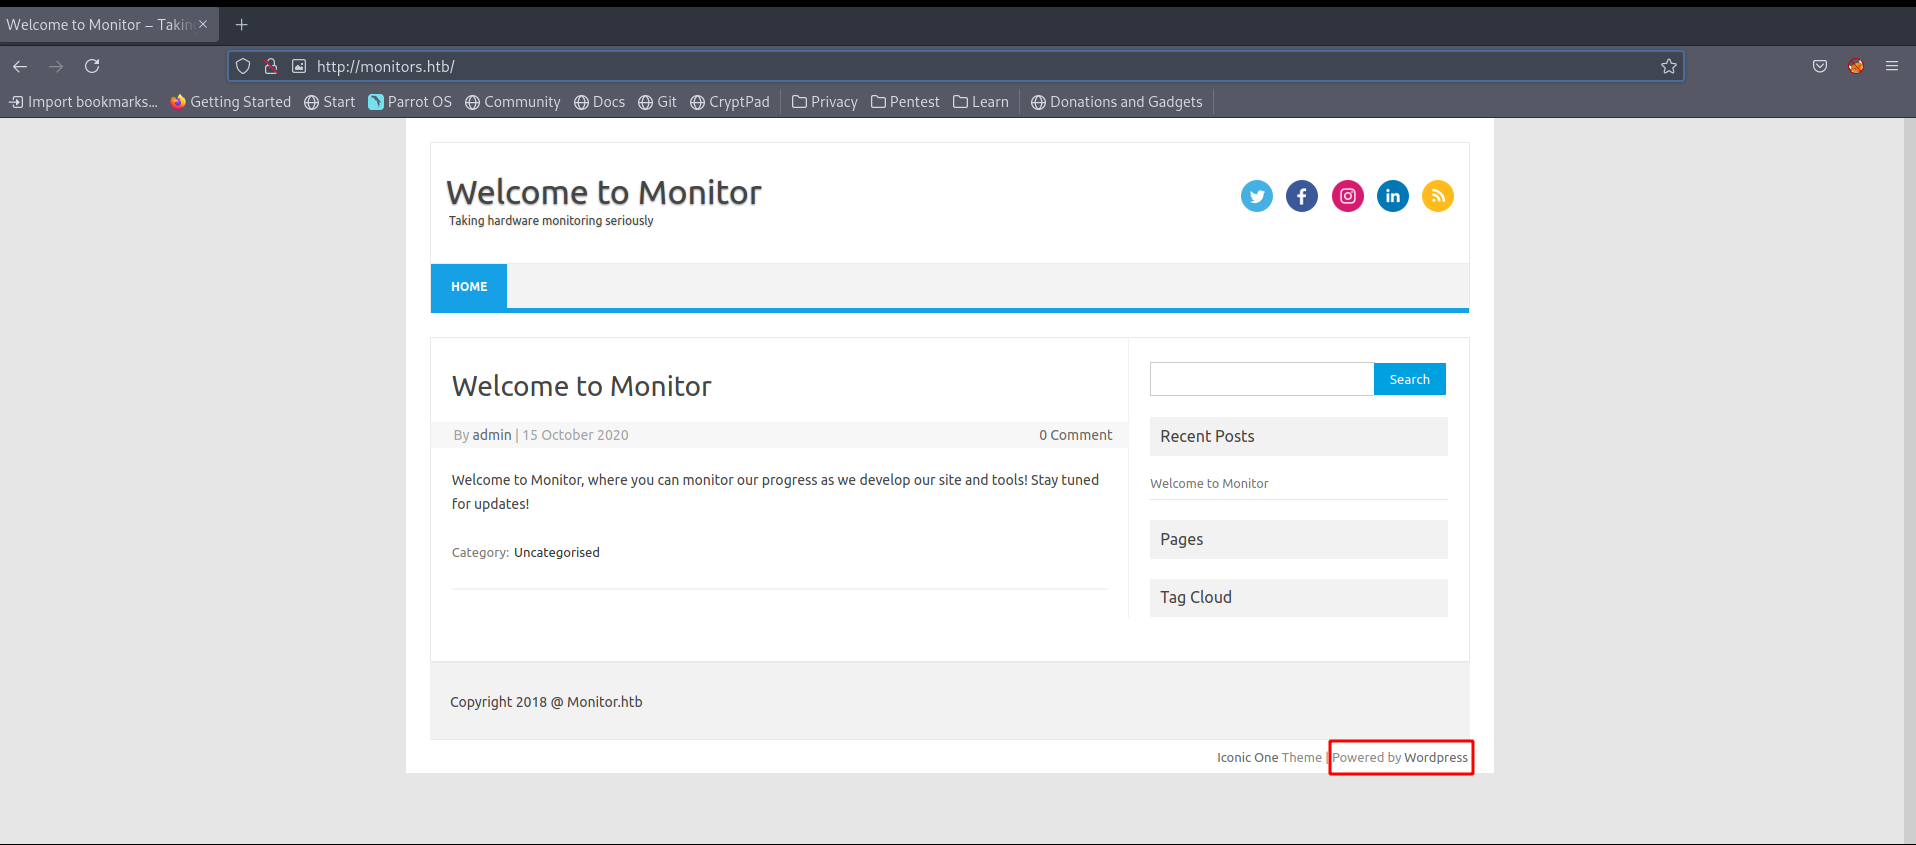 Welcome to Monitor – Takin
http://monitors.htb/
Import bookmarks... Getting Started Start Parrot OS Community Docs Git CryptPad Privacy Pentest Learn Donations and Gadgets
Welcome to Monitor
Taking hardware monitoring seriously
HOME
Welcome to Monitor
By admin | 15 October 2020 0 Comment
Welcome to Monitor, where you can monitor our progress as we develop our site and tools! Stay tuned
for updates!
Category: Uncategorised
Search
Recent Posts
Welcome to Monitor
Pages
Tag Cloud
Copyright 2018 @ Monitor.htb
Iconic One Theme | Powered by Wordpress